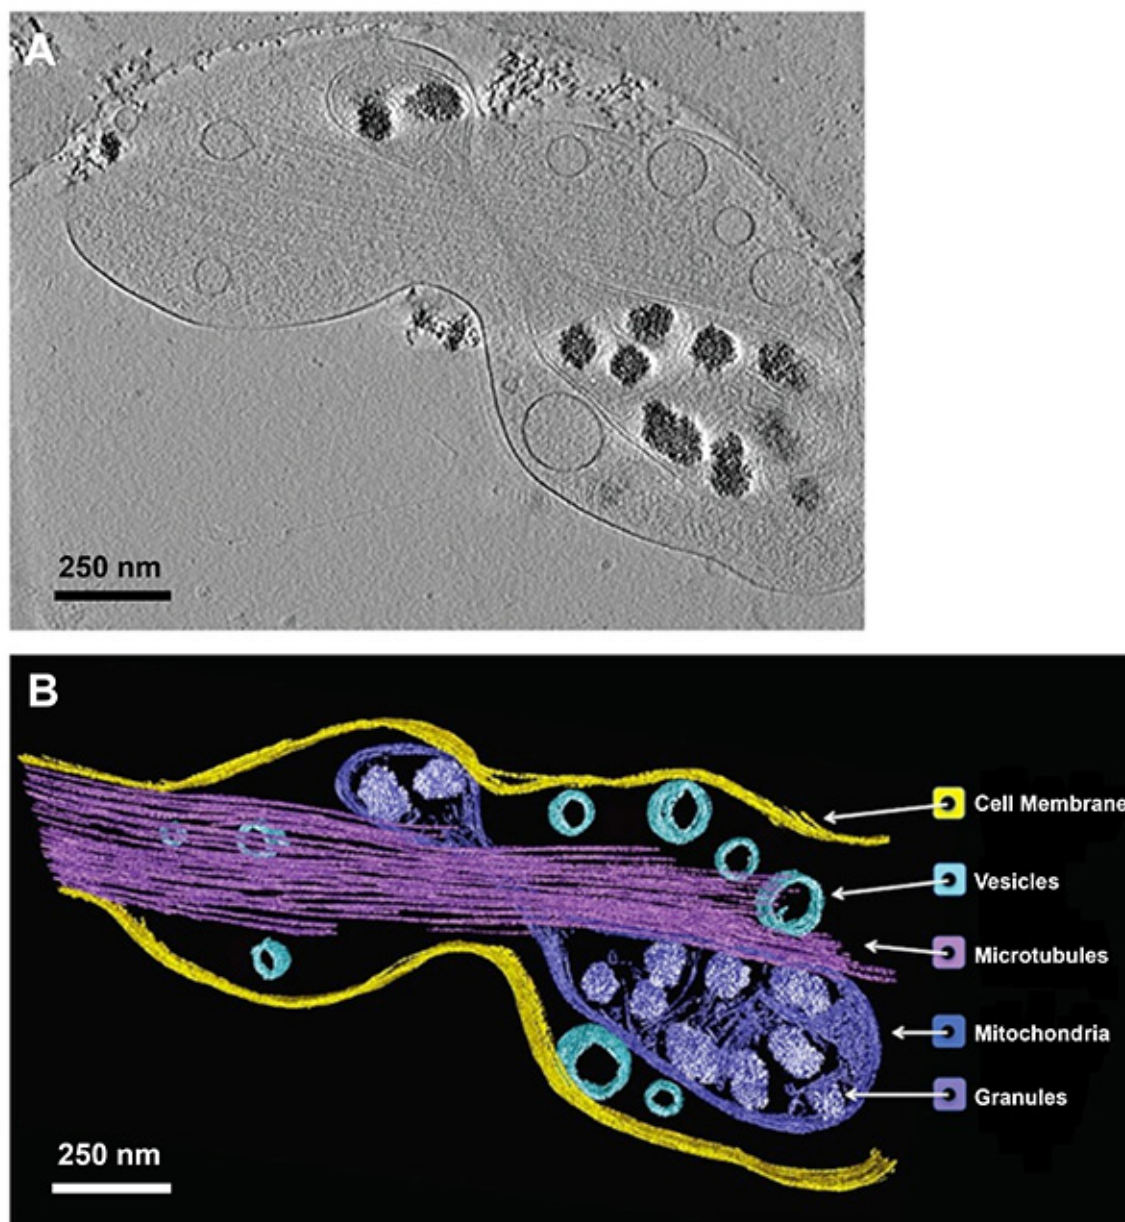 A
250 nm
B
Cell Membrane
Vesicles
Microtubules
Mitochondria
Granules
250 nm